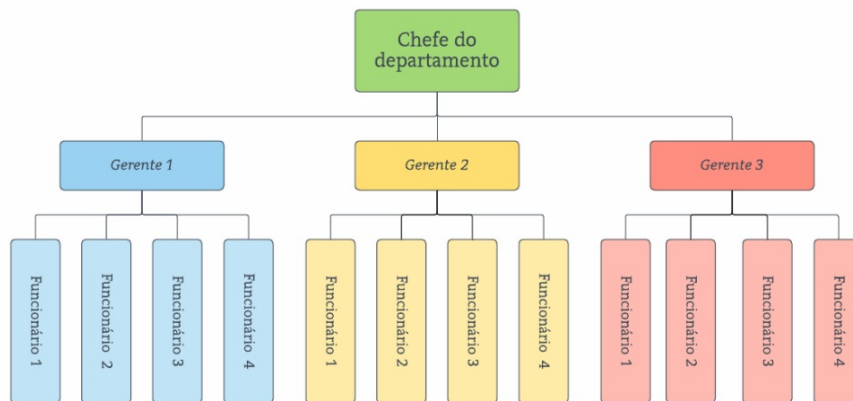 Chefe do
departamento
Gerente 1
Gerente 2
Gerente 3
Funcionário 1
Funcionário 2
Funcionário 3
Funcionário 4
Funcionário 1
Funcionário 2
Funcionário 3
Funcionário 4
Funcionário 1
Funcionário 2
Funcionário 3
Funcionário 4